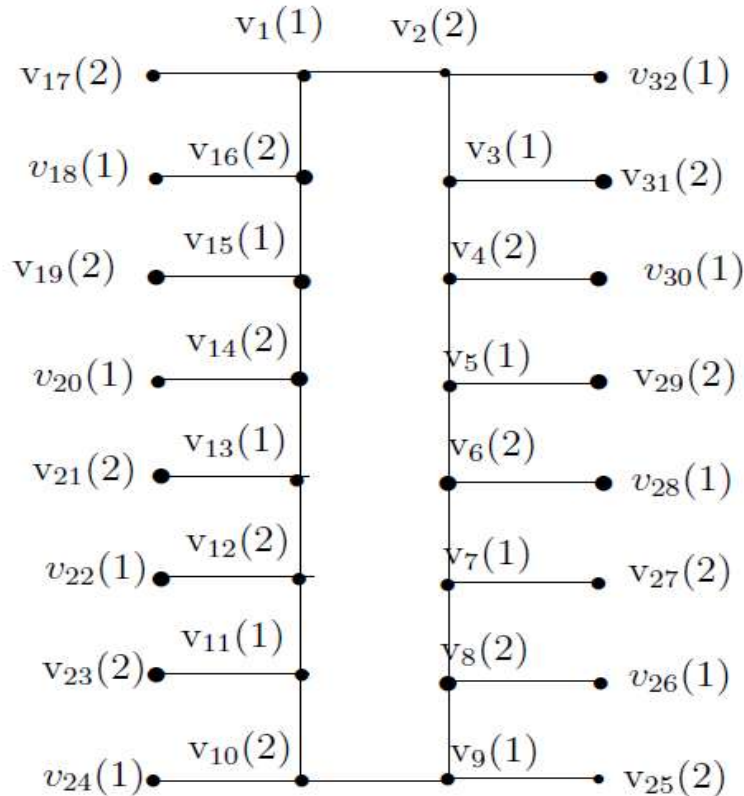 v₁(1) v₂(2)
v₁₇(2) v₃₂(1)
v₁₈(1) v₁₆(2) v₃(1) v₃₁(2)
v₁₉(2) v₁₅(1) v₄(2) v₃₀(1)
v₂₀(1) v₁₄(2) v₅(1) v₂₉(2)
v₂₁(2) v₁₃(1) v₆(2) v₂₈(1)
v₂₂(1) v₁₂(2) v₇(1) v₂₇(2)
v₂₃(2) v₁₁(1) v₈(2) v₂₆(1)
v₂₄(1) v₁₀(2) v₉(1) v₂₅(2)